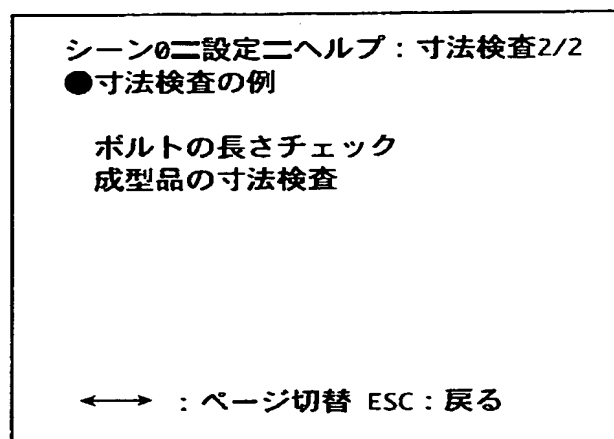 シーン0〓設定〓ヘルプ：寸法検査2/2
●寸法検査の例
ボルトの長さチェック
成型品の寸法検査
←→ ：ページ切替 ESC：戻る